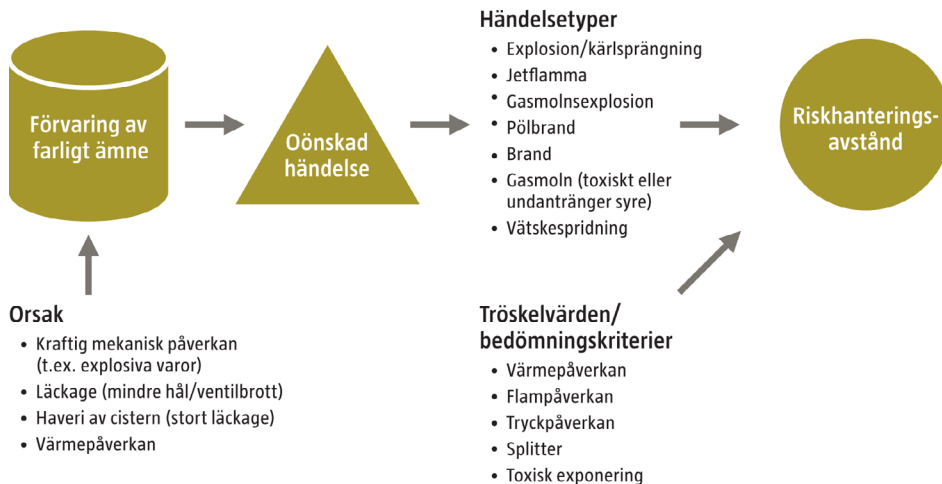 Förvaring av
farligt ämne
Oönskad
händelse
Händelsetyper
• Explosion/kärlsprängning
• Jetflamma
• Gasmolnsexplosion
• Pölbrand
• Brand
• Gasmoln (toxiskt eller
undantränger syre)
• Vätskespridning
Riskhanterings-
avstånd
Orsak
• Kraftig mekanisk påverkan
(t.ex. explosiva varor)
• Läckage (mindre hål/ventilbrott)
• Haveri av cistern (stort läckage)
• Värmepåverkan
Tröskelvärden/
bedömningskriterier
• Värmepåverkan
• Flampåverkan
• Tryckpåverkan
• Splitter
• Toxisk exponering